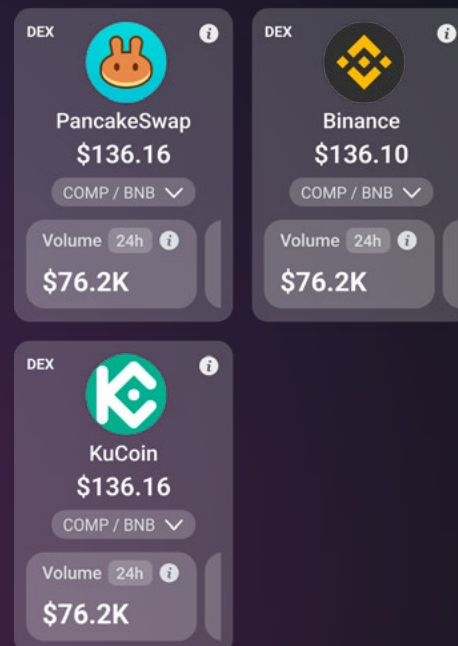 DEX
PancakeSwap
$136.16
COMP / BNB
Volume 24h
$76.2K
DEX
Binance
$136.10
COMP / BNB
Volume 24h
$76.2K
DEX
KuCoin
$136.16
COMP / BNB
Volume 24h
$76.2K